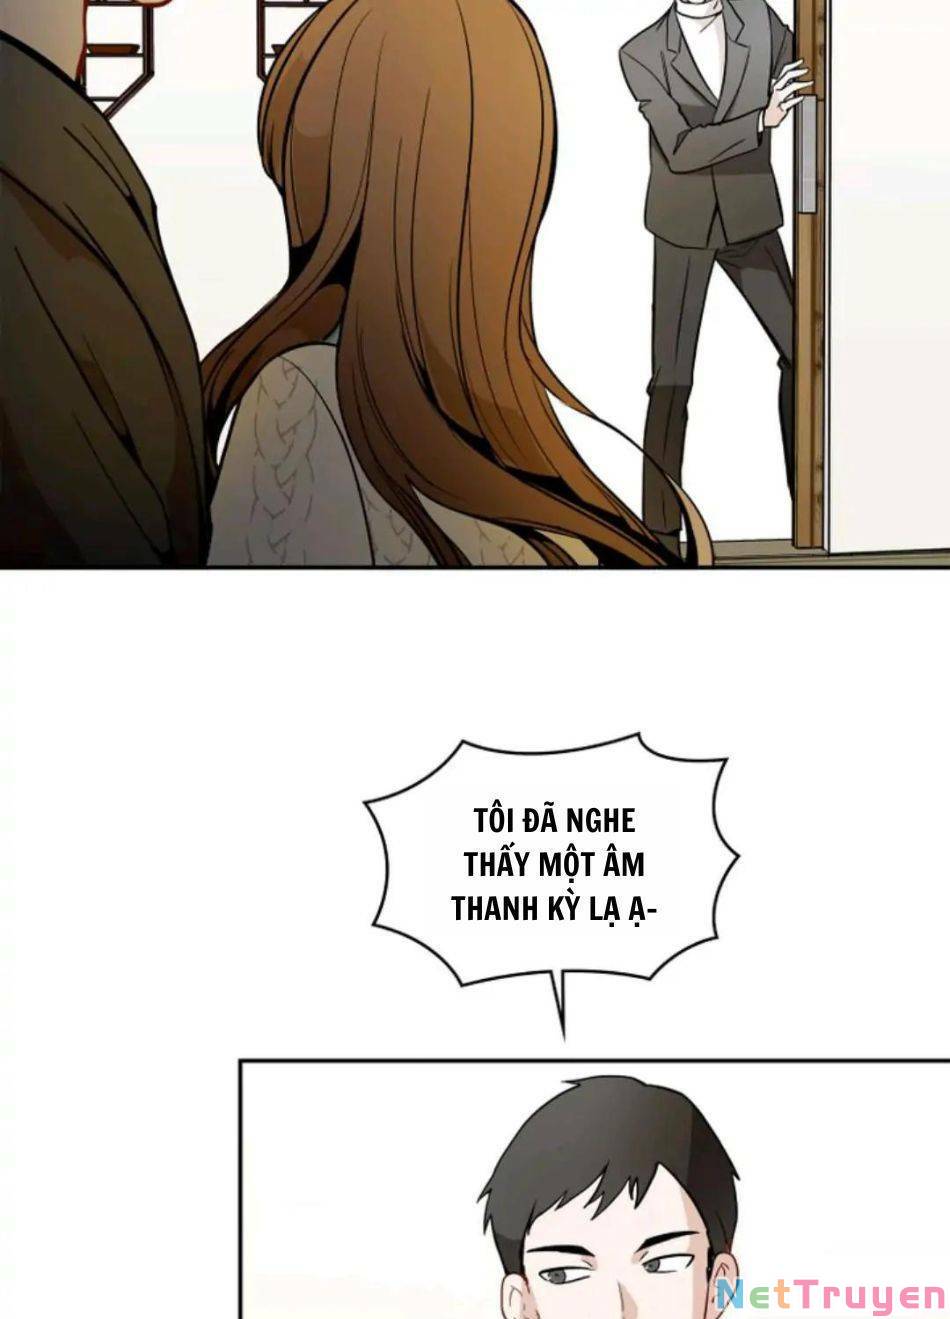 TÔI ĐÃ NGHE
THẤY MỘT ÂM
THANH KỲ LẠ Ạ-
NETTRUYEN